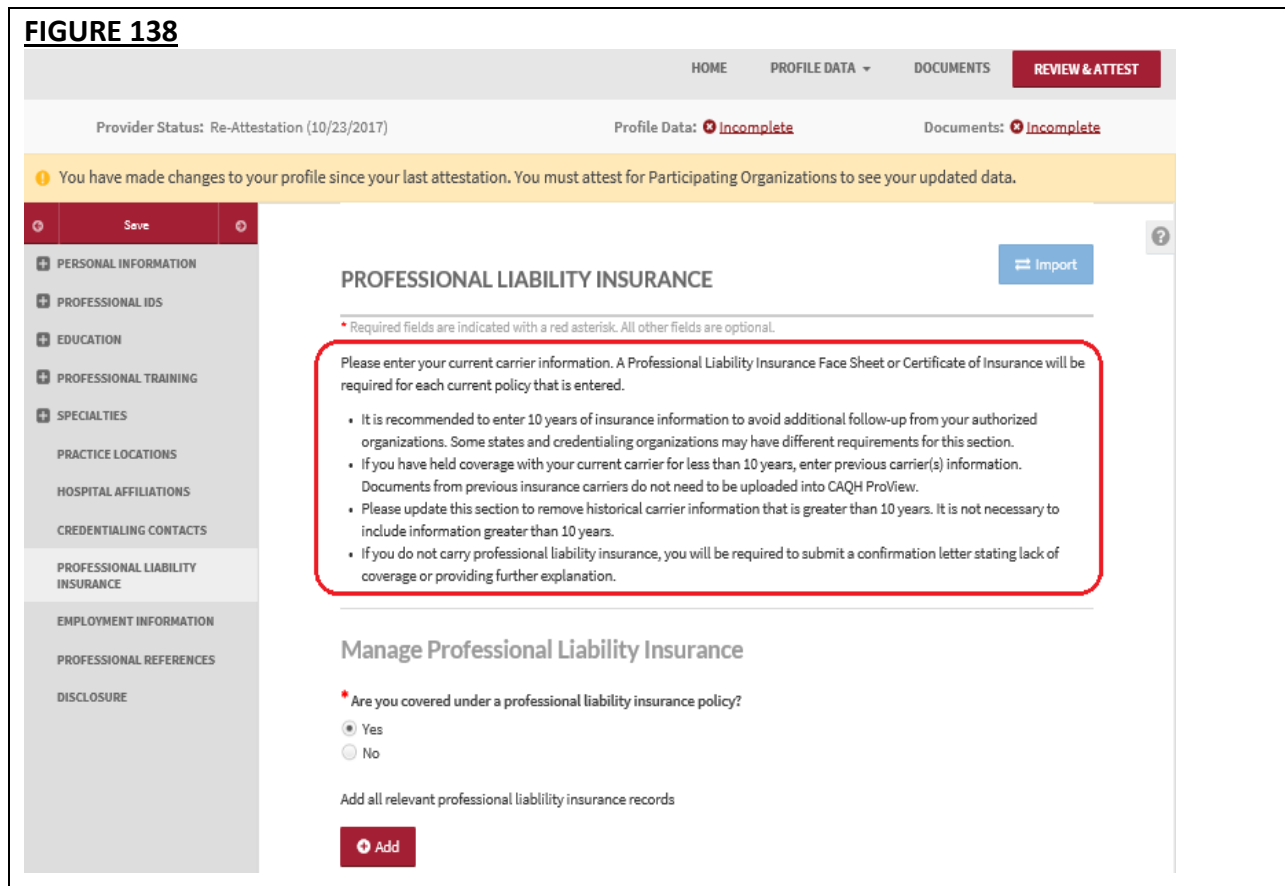 FIGURE 138
HOME PROFILE DATA DOCUMENTS REVIEW & ATTEST
Provider Status: Re-Attestation (10/23/2017) Profile Data: Incomplete Documents: Incomplete
You have made changes to your profile since your last attestation. You must attest for Participating Organizations to see your updated data.
Save
PERSONAL INFORMATION
PROFESSIONAL IDS
EDUCATION
PROFESSIONAL TRAINING
SPECIALTIES
PRACTICE LOCATIONS
HOSPITAL AFFILIATIONS
CREDENTIALING CONTACTS
PROFESSIONAL LIABILITY
INSURANCE
EMPLOYMENT INFORMATION
PROFESSIONAL REFERENCES
DISCLOSURE
?
Import
PROFESSIONAL LIABILITY INSURANCE
* Required fields are indicated with a red asterisk. All other fields are optional.
Please enter your current carrier information. A Professional Liability Insurance Face Sheet or Certificate of Insurance will be
required for each current policy that is entered.
• It is recommended to enter 10 years of insurance information to avoid additional follow-up from your authorized
organizations. Some states and credentialing organizations may have different requirements for this section.
• If you have held coverage with your current carrier for less than 10 years, enter previous carrier(s) information.
Documents from previous insurance carriers do not need to be uploaded into CAQH ProView.
• Please update this section to remove historical carrier information that is greater than 10 years. It is not necessary to
include information greater than 10 years.
• If you do not carry professional liability insurance, you will be required to submit a confirmation letter stating lack of
coverage or providing further explanation.
Manage Professional Liability Insurance
* Are you covered under a professional liability insurance policy?
Yes
No
Add all relevant professional liablility insurance records
Add